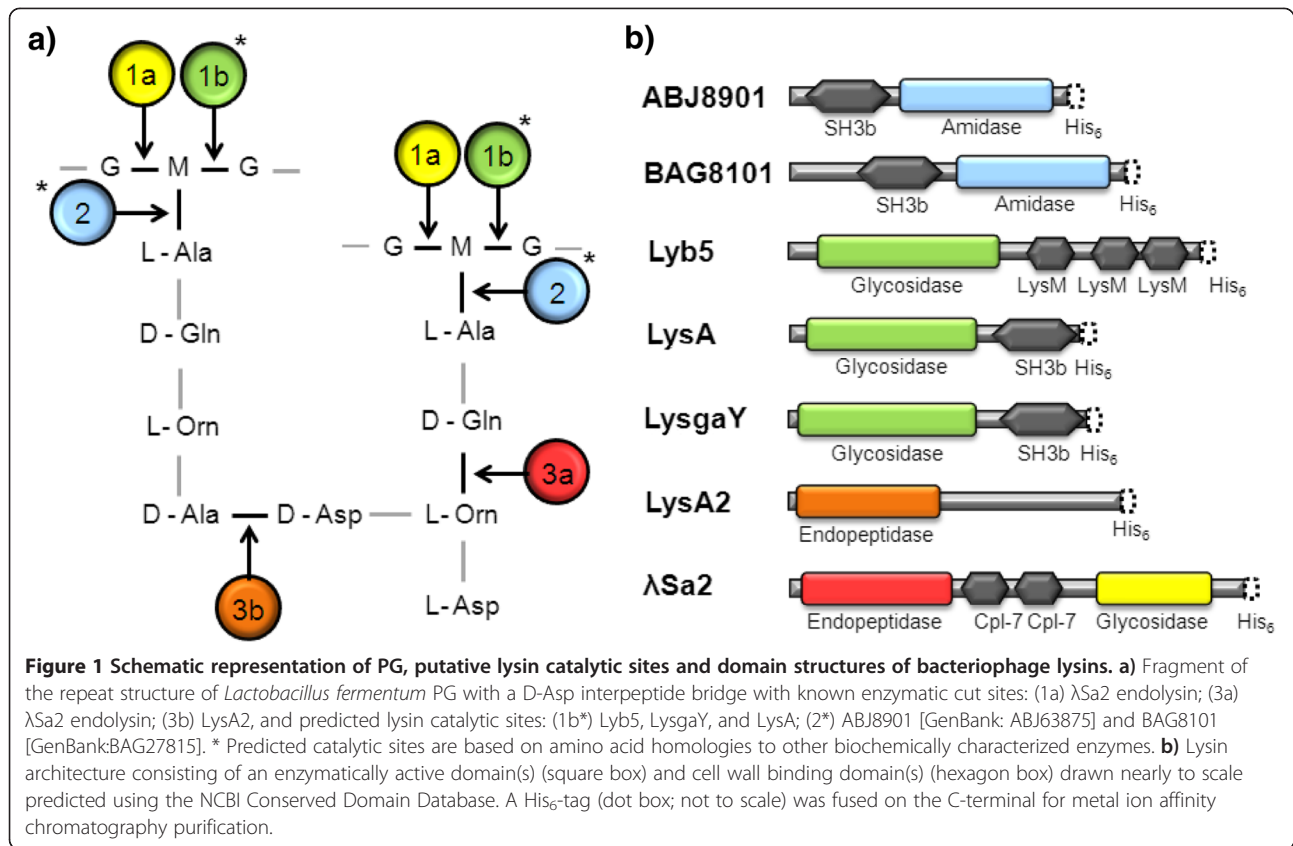 a)
1a 1b *
G M G
* 2
L - Ala
D - Gln
L- Orn
D - Ala D - Asp L - Orn
3b
1a 1b *
G M G
2 *
L - Ala
D - Gln
3a
L-Asp
b)
ABJ8901
SH3b Amidase His6
BAG8101
SH3b Amidase His6
Lyb5
Glycosidase LysM LysM LysM His6
LysA
Glycosidase SH3b His6
LysgaY
Glycosidase SH3b His6
LysA2
Endopeptidase His6
λSa2
Endopeptidase Cpl-7 Cpl-7 Glycosidase His6
Figure 1 Schematic representation of PG, putative lysin catalytic sites and domain structures of bacteriophage lysins. a) Fragment of
the repeat structure of Lactobacillus fermentum PG with a D-Asp interpeptide bridge with known enzymatic cut sites: (1a) λSa2 endolysin; (3a)
λSa2 endolysin; (3b) LysA2, and predicted lysin catalytic sites: (1b*) Lyb5, LysgaY, and LysA; (2*) ABJ8901 [GenBank: ABJ63875] and BAG8101
[GenBank:BAG27815]. * Predicted catalytic sites are based on amino acid homologies to other biochemically characterized enzymes. b) Lysin
architecture consisting of an enzymatically active domain(s) (square box) and cell wall binding domain(s) (hexagon box) drawn nearly to scale
predicted using the NCBI Conserved Domain Database. A His6-tag (dot box; not to scale) was fused on the C-terminal for metal ion affinity
chromatography purification.